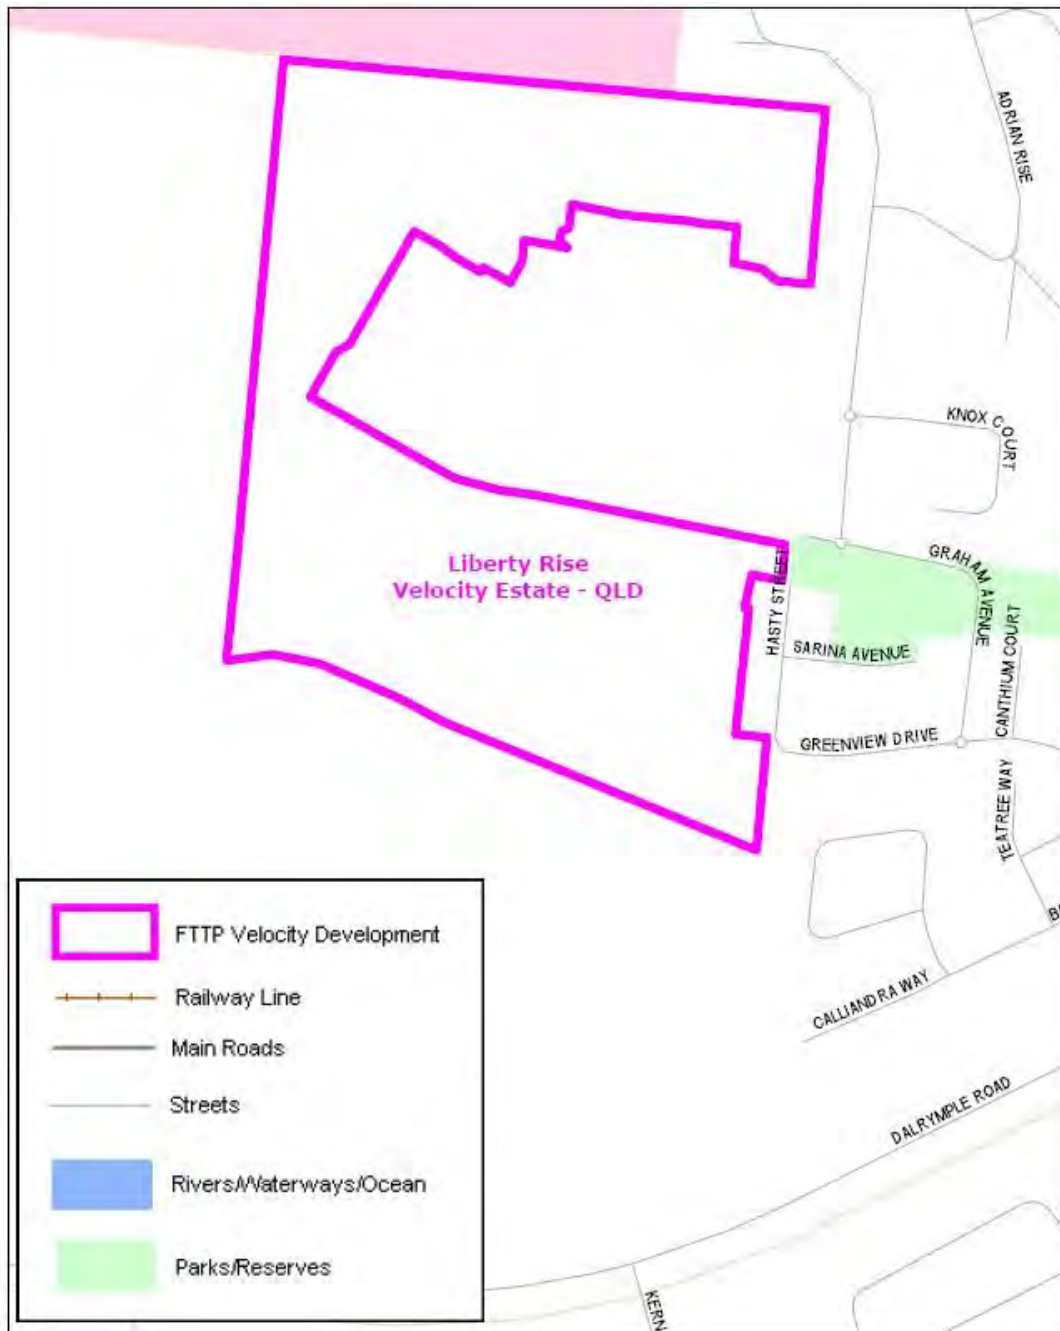 ADRIAN RISE
KNOX COURT
Liberty Rise
Velocity Estate - QLD
HASTY STREET
GRAHAM AVENUE
SARINA AVENUE
CANTHIUM COURT
GREENVIEW DRIVE
TEATREE WAY
CALLIANDRA WAY
DALRYMPLE ROAD
KERN
FTTP Velocity Development
Railway Line
Main Roads
Streets
Rivers/Waterways/Ocean
Parks/Reserves